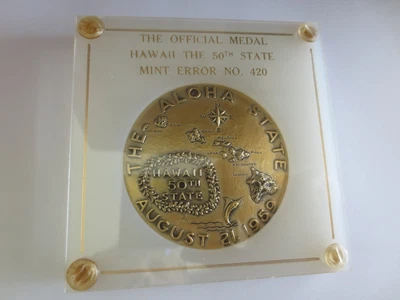 THE OFFICIAL MEDAL
HAWAII THE 50TH STATE
MINT ERROR NO. 420
THE ALOHA STATE
HAWAII
50TH
STATE
AUGUST 21 1959